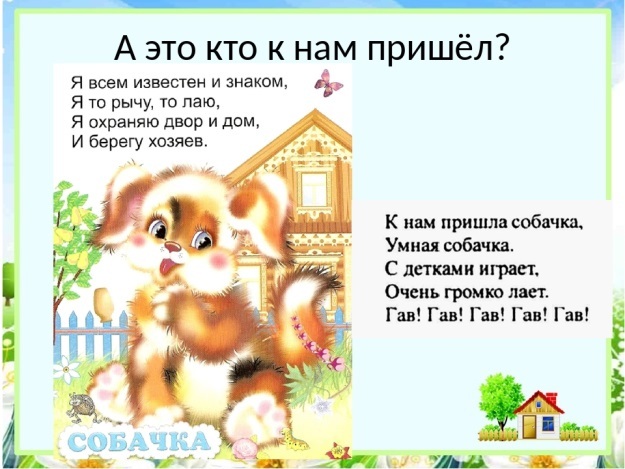 А это кто к нам пришёл?
Я всем известен и знаком,
Я то рычу, то лаю,
Я охраняю двор и дом,
И берегу хозяев.
К нам пришла собачка,
Умная собачка.
С детками играет,
Очень громко лает.
Гав! Гав! Гав! Гав! Гав!
СОБАЧКА